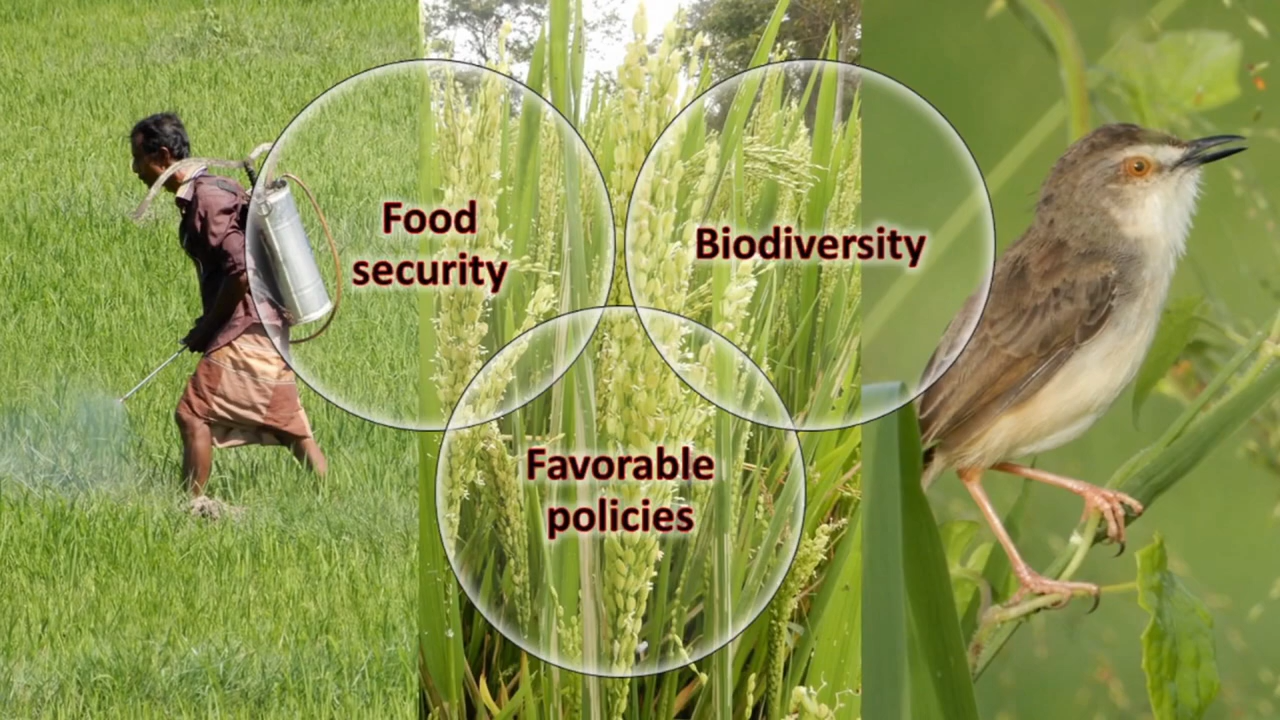 Food
security
Biodiversity
Favorable
policies